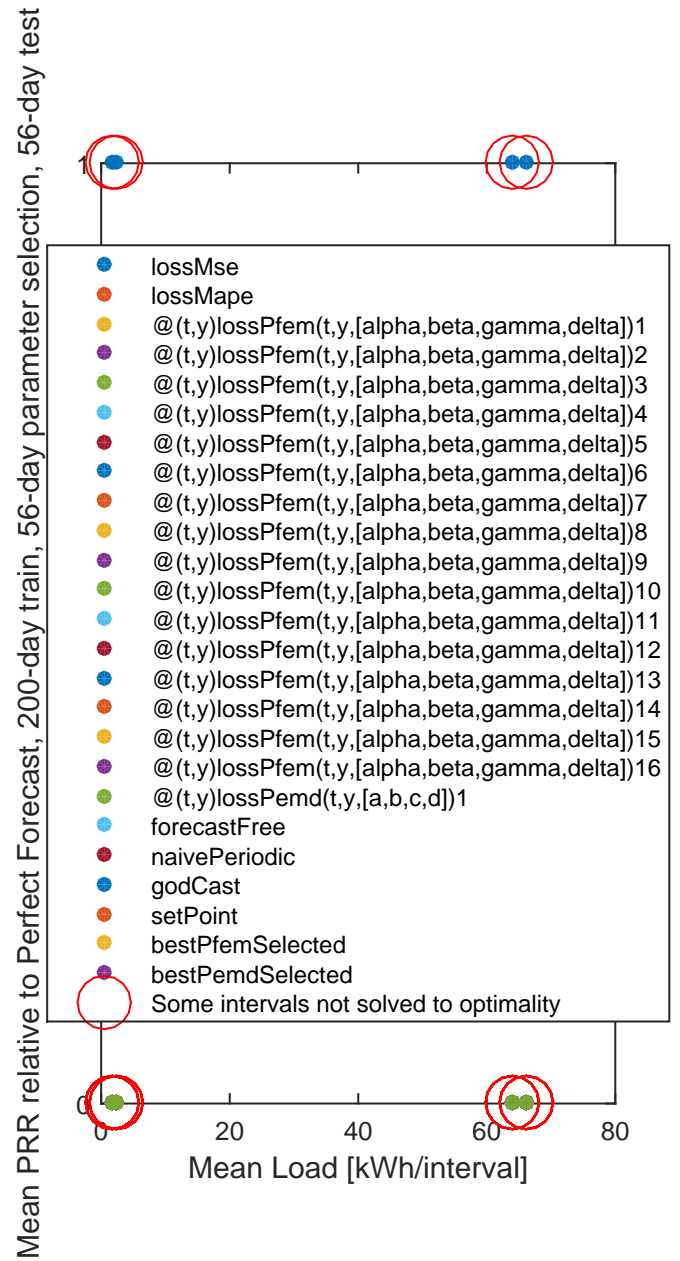 Mean PRR relative to Perfect Forecast, 200-day train, 56-day parameter selection, 56-day test
1
lossMse
lossMape
@(t,y)lossPfem(t,y,[alpha,beta,gamma,delta])1
@(t,y)lossPfem(t,y,[alpha,beta,gamma,delta])2
@(t,y)lossPfem(t,y,[alpha,beta,gamma,delta])3
@(t,y)lossPfem(t,y,[alpha,beta,gamma,delta])4
@(t,y)lossPfem(t,y,[alpha,beta,gamma,delta])5
@(t,y)lossPfem(t,y,[alpha,beta,gamma,delta])6
@(t,y)lossPfem(t,y,[alpha,beta,gamma,delta])7
@(t,y)lossPfem(t,y,[alpha,beta,gamma,delta])8
@(t,y)lossPfem(t,y,[alpha,beta,gamma,delta])9
@(t,y)lossPfem(t,y,[alpha,beta,gamma,delta])10
@(t,y)lossPfem(t,y,[alpha,beta,gamma,delta])11
@(t,y)lossPfem(t,y,[alpha,beta,gamma,delta])12
@(t,y)lossPfem(t,y,[alpha,beta,gamma,delta])13
@(t,y)lossPfem(t,y,[alpha,beta,gamma,delta])14
@(t,y)lossPfem(t,y,[alpha,beta,gamma,delta])15
@(t,y)lossPfem(t,y,[alpha,beta,gamma,delta])16
@(t,y)lossPemd(t,y,[a,b,c,d])1
forecastFree
naivePeriodic
godCast
setPoint
bestPfemSelected
bestPemdSelected
Some intervals not solved to optimality
0
0 20 40 60 80
Mean Load [kWh/interval]